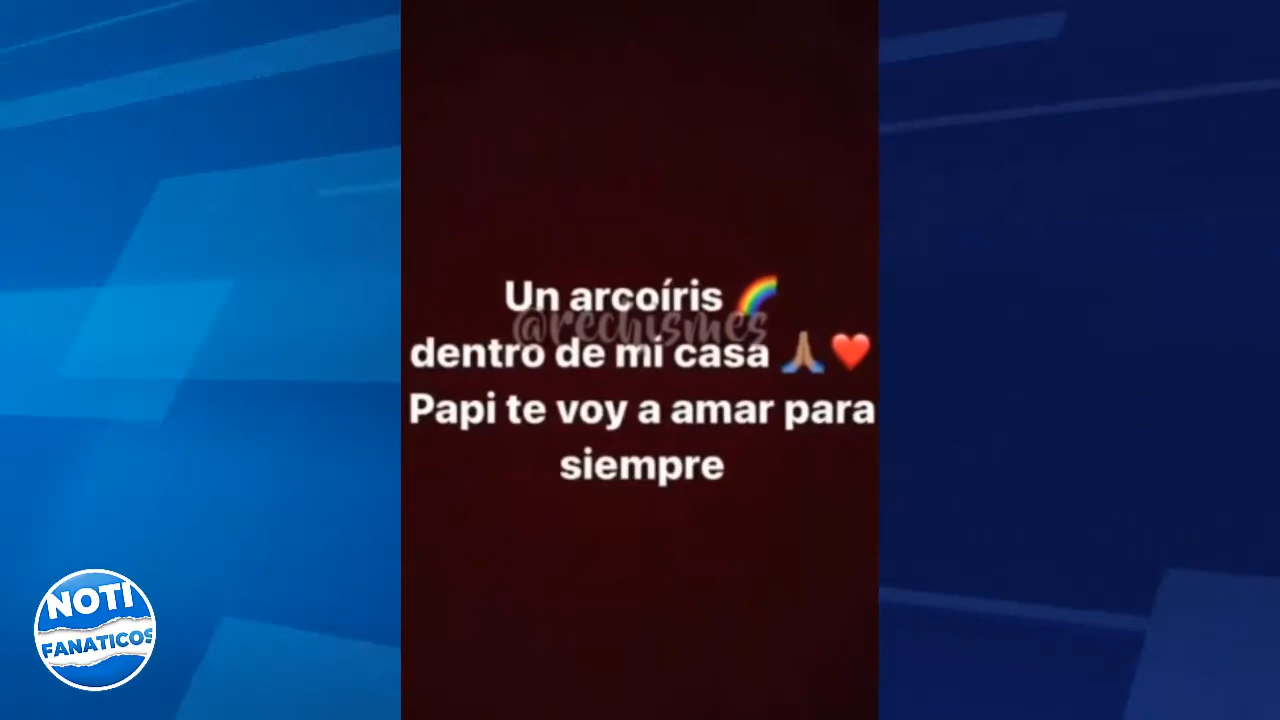 Un arcoíris 🌈
@rechismes
dentro de mi casa 🙏🏽❤️
Papi te voy a amar para
siempre
NOTI
FANATICOS